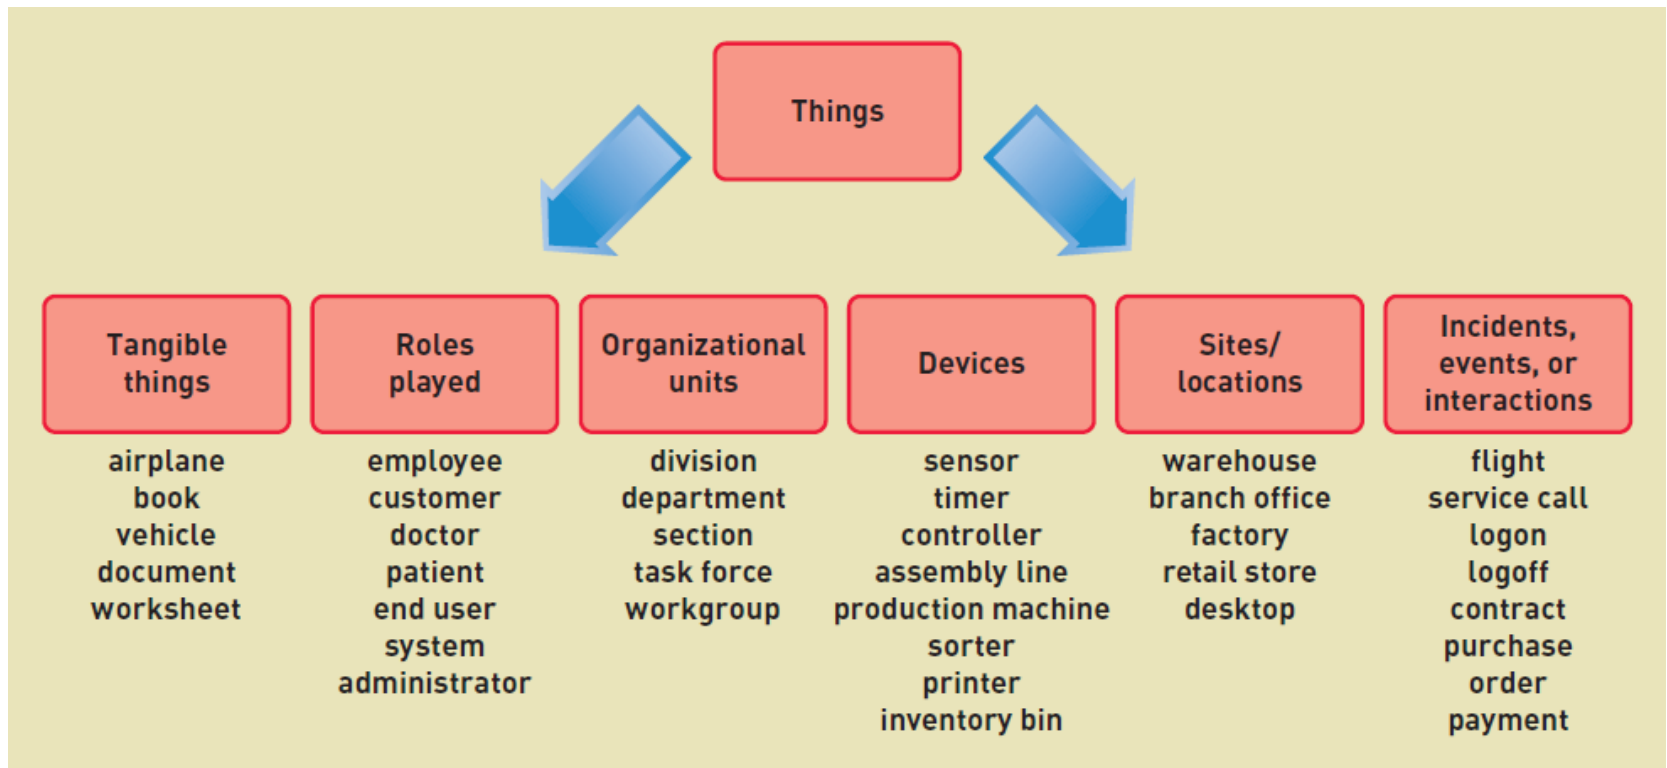 Things
Tangible
things
airplane
book
vehicle
document
worksheet
Roles
played
employee
customer
doctor
patient
end user
system
administrator
Organizational
units
division
department
section
task force
workgroup
Devices
sensor
timer
controller
assembly line
production machine
sorter
printer
inventory bin
Sites/
locations
warehouse
branch office
factory
retail store
desktop
Incidents,
events, or
interactions
flight
service call
logon
logoff
contract
purchase
order
payment